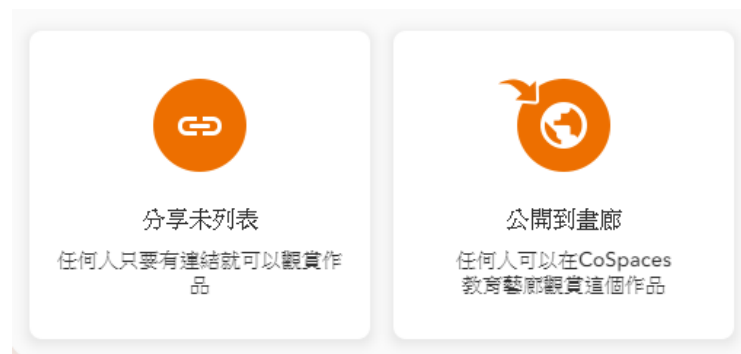 分享未列表
任何人只要有連結就可以觀賞作
品
公開到畫廊
任何人可以在CoSpaces
教育藝廊觀賞這個作品